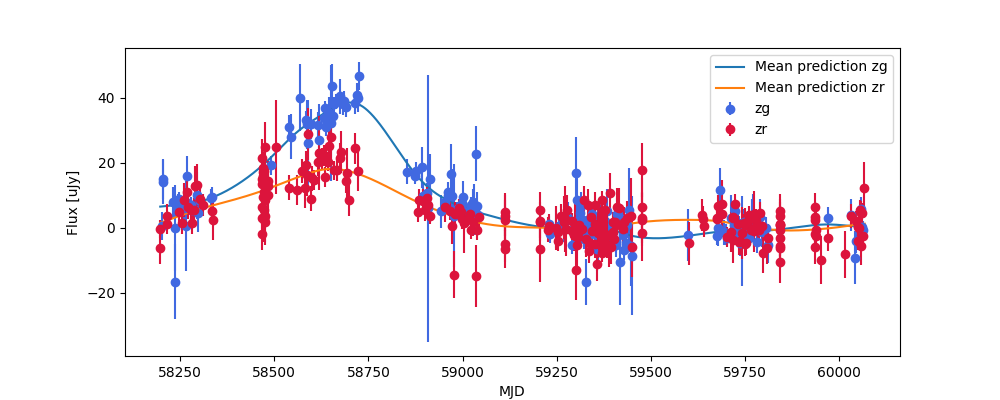 Mean prediction zg
Mean prediction zr
zg
zr
Flux [uJy]
40
20
0
−20
58250
58500
58750
59000
59250
59500
59750
60000
MJD